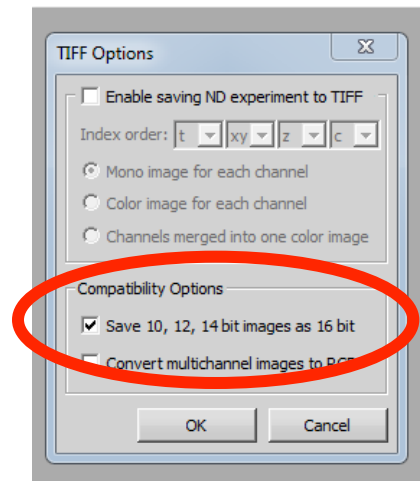 TIFF Options
Enable saving ND experiment to TIFF
Index order: t xy z c
Mono image for each channel
Color image for each channel
Channels merged into one color image
Compatibility Options
Save 10, 12, 14 bit images as 16 bit
Convert multichannel images to RGB
OK Cancel